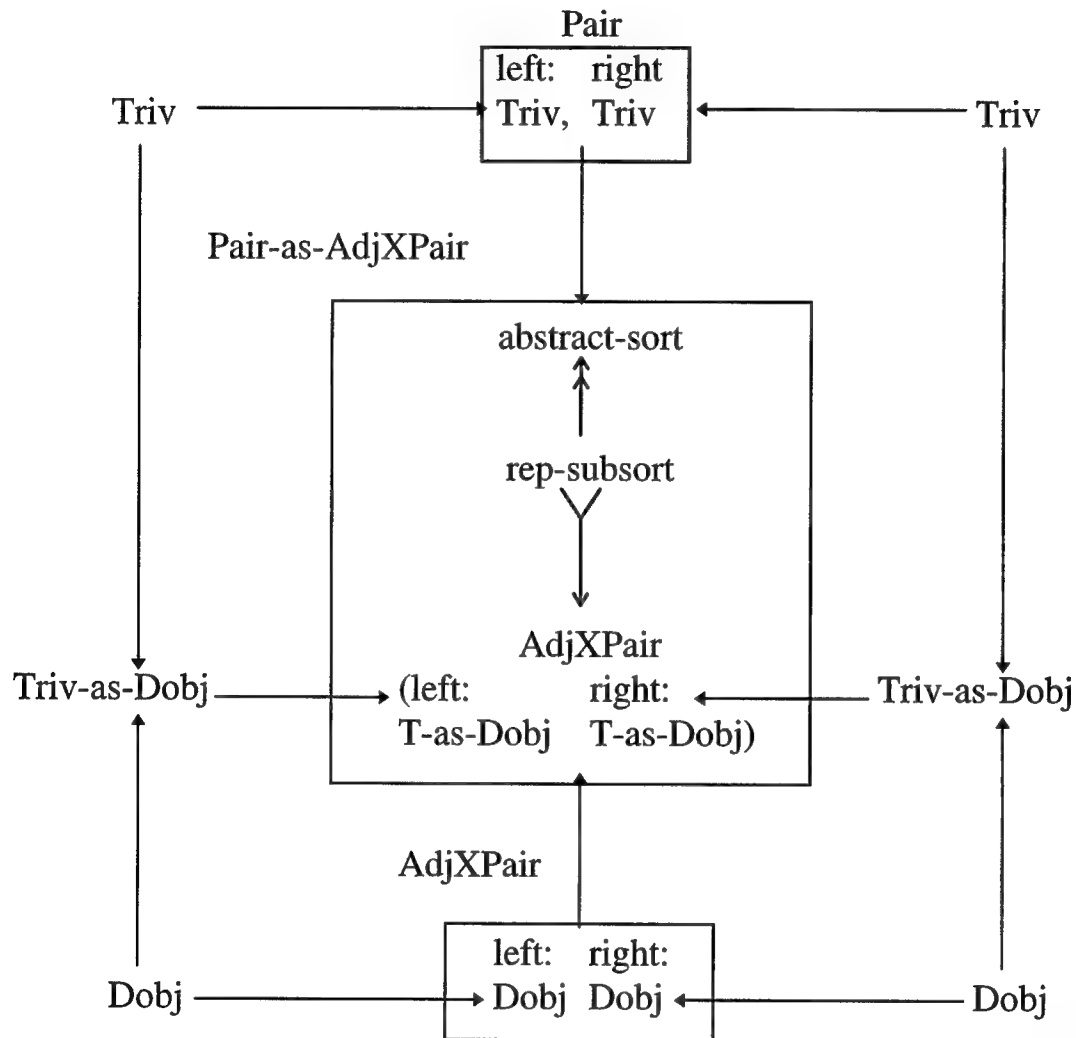 Pair
left: right
Triv Triv, Triv Triv
Pair-as-AdjXPair
abstract-sort
rep-subsort
AdjXPair
Triv-as-Dobj (left: right: Triv-as-Dobj
T-as-Dobj T-as-Dobj)
AdjXPair
left: right:
Dobj Dobj Dobj Dobj